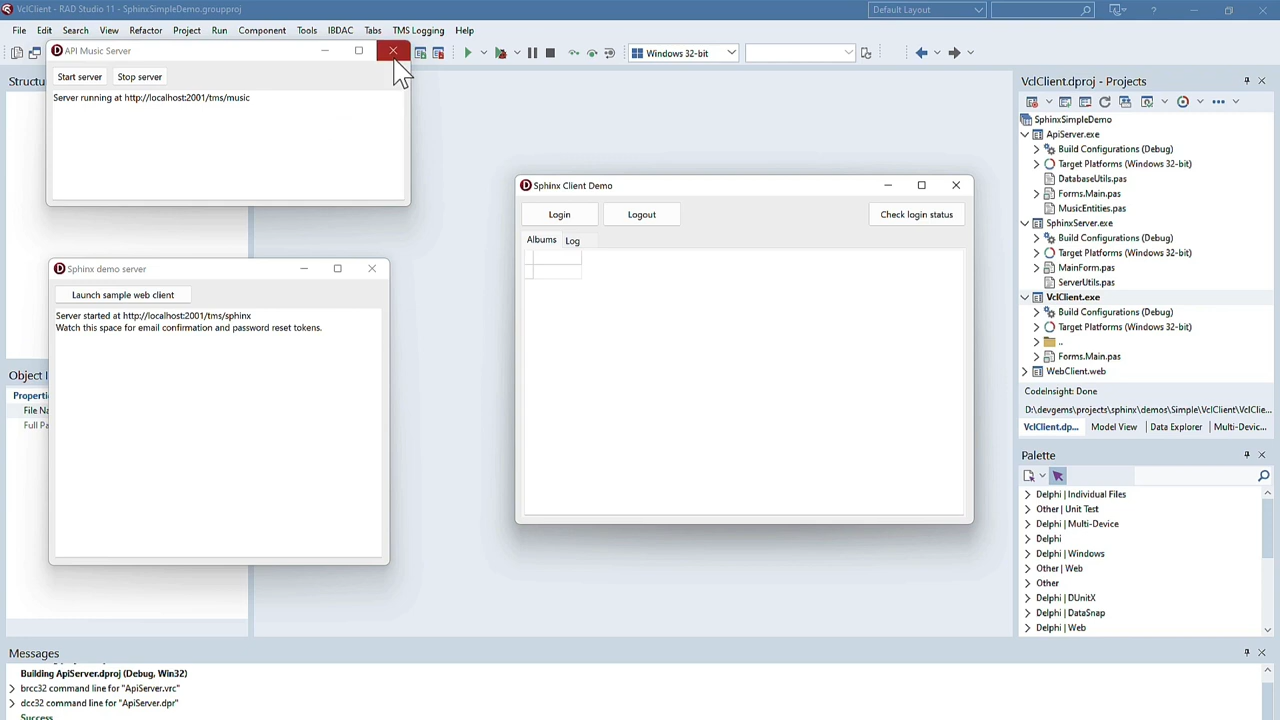 VclClient - RAD Studio 11 - SphinxSimpleDemo.groupproj
Default Layout
File Edit Search View Refactor Project Run Component Tools IBDAC Tabs TMS Logging Help
Windows 32-bit
API Music Server
Start server Stop server
Server running at http://localhost:2001/tms/music
Sphinx demo server
Launch sample web client
Server started at http://localhost:2001/tms/sphinx
Watch this space for email confirmation and password reset tokens.
Sphinx Client Demo
Login Logout Check login status
Albums Log
VclClient.dproj - Projects
SphinxSimpleDemo
ApiServer.exe
Build Configurations (Debug)
Target Platforms (Windows 32-bit)
DatabaseUtils.pas
Forms.Main.pas
MusicEntities.pas
SphinxServer.exe
Build Configurations (Debug)
Target Platforms (Windows 32-bit)
MainForm.pas
ServerUtils.pas
VclClient.exe
Build Configurations (Debug)
Target Platforms (Windows 32-bit)
..
Forms.Main.pas
WebClient.web
CodeInsight: Done
D:\devgems\projects\sphinx\demos\Simple\VclClient\VclClie...
VclClient.dp... Model View Data Explorer Multi-Devic...
Palette
Delphi | Individual Files
Other | Unit Test
Delphi | Multi-Device
Delphi
Delphi | Windows
Other | Web
Other
Delphi | DUnitX
Delphi | DataSnap
Delphi | Web
Structu
Object I
Properti
File Na
Full Pa
Messages
Building ApiServer.dproj (Debug, Win32)
brcc32 command line for "ApiServer.vrc"
dcc32 command line for "ApiServer.dpr"
Success